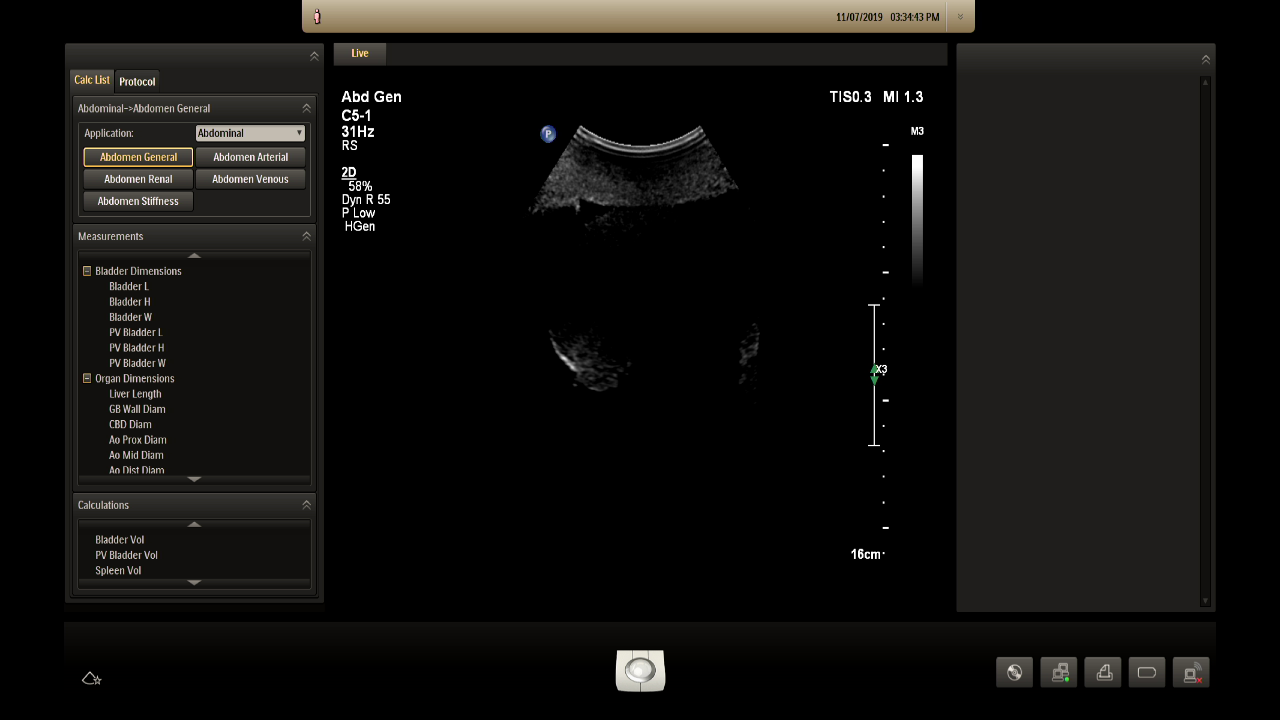 11/07/2019 03:34:43 PM
Calc List Protocol
Abdominal->Abdomen General
Application: Abdominal
Abdomen General Abdomen Arterial
Abdomen Renal Abdomen Venous
Abdomen Stiffness
Measurements
Bladder Dimensions
Bladder L
Bladder H
Bladder W
PV Bladder L
PV Bladder H
PV Bladder W
Organ Dimensions
Liver Length
GB Wall Diam
CBD Diam
Ao Prox Diam
Ao Mid Diam
Ao Dist Diam
Calculations
Bladder Vol
PV Bladder Vol
Spleen Vol
Live
Abd Gen
C5-1
31Hz
RS
2D
58%
Dyn R 55
P Low
HGen
P
TIS0.3 MI 1.3
M3
X3
16cm